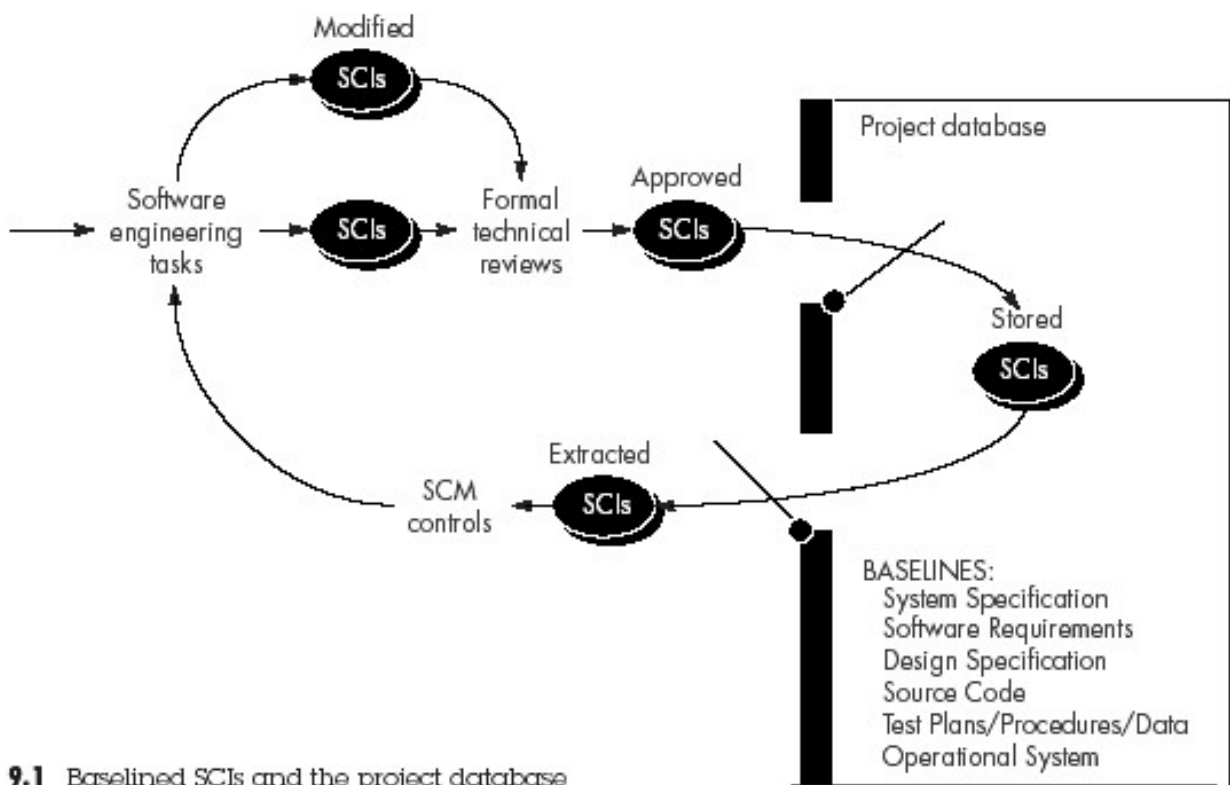 Modified
SCIs
Project database
Software
engineering
tasks
SCIs
Formal
technical
reviews
Approved
SCIs
Stored
SCIs
Extracted
SCIs
SCM
controls
BASELINES:
System Specification
Software Requirements
Design Specification
Source Code
Test Plans/Procedures/Data
Operational System
9.1 Baselined SCIs and the project database